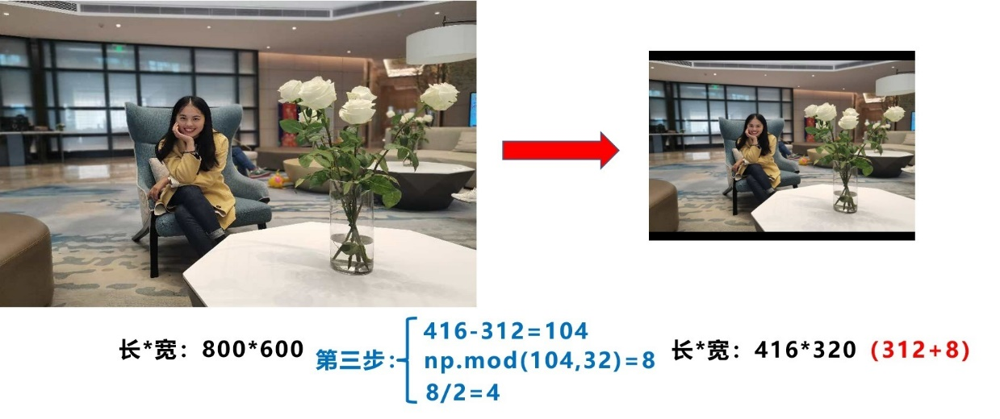 长*宽：800*600
第三步：
416-312=104
np.mod(104,32)=8
8/2=4
长*宽：416*320 (312+8)